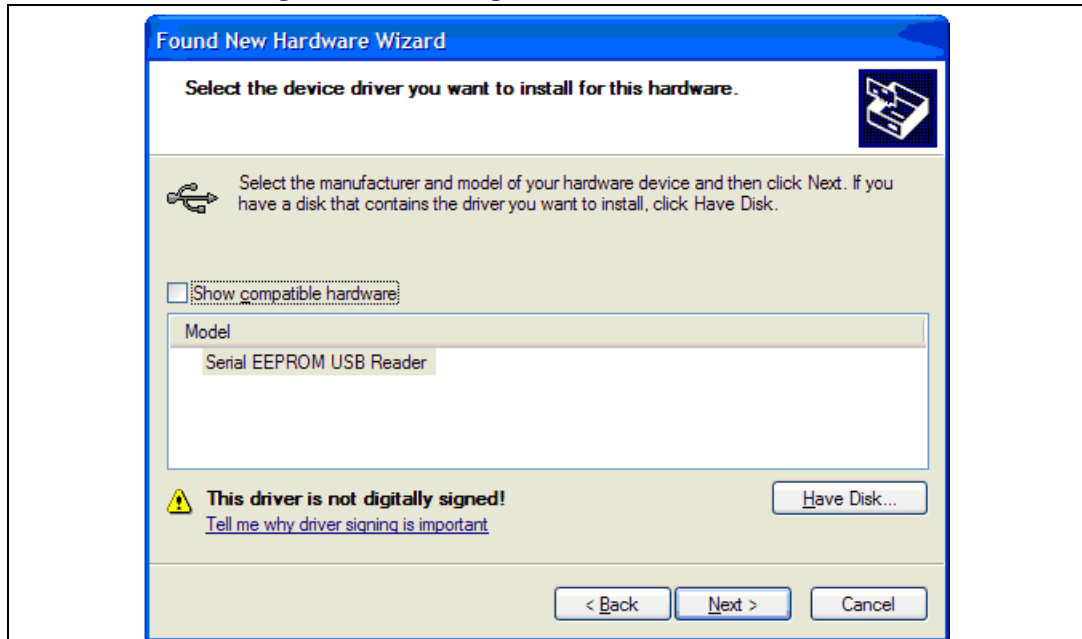 Found New Hardware Wizard
Select the device driver you want to install for this hardware.
Select the manufacturer and model of your hardware device and then click Next. If you
have a disk that contains the driver you want to install, click Have Disk.
Show compatible hardware
Model
Serial EEPROM USB Reader
This driver is not digitally signed!
Have Disk...
Tell me why driver signing is important
< Back
Next >
Cancel